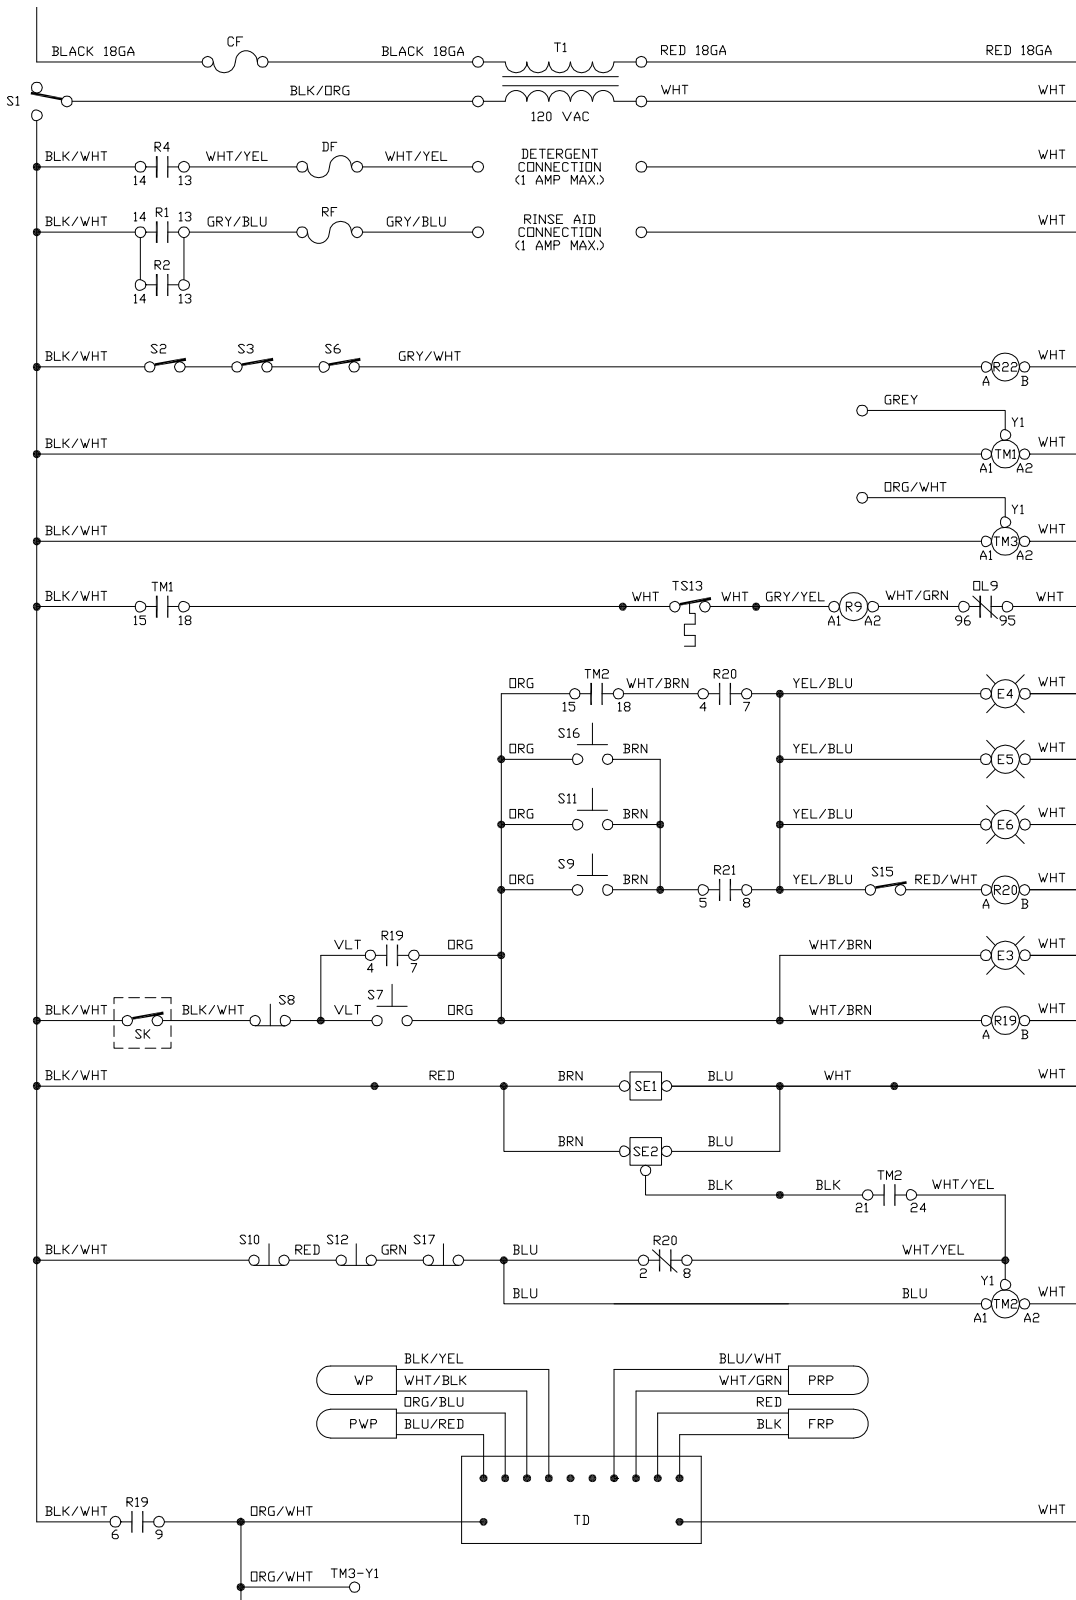 CF
T1
BLACK 18GA BLACK 18GA RED 18GA RED 18GA
BLK/ORG WHT WHT
S1
120 VAC
R4 DF DETERGENT
BLK/WHT WHT/YEL WHT/YEL CONNECTION WHT
14 13 (1 AMP MAX.)
14 R1 13 RF RINSE AID
BLK/WHT GRY/BLU GRY/BLU CONNECTION WHT
(1 AMP MAX.)
R2
14 13
S2 S3 S6
BLK/WHT GRY/WHT R22 WHT
A B
GREY
Y1
BLK/WHT TM1 WHT
A1 A2
ORG/WHT
Y1
BLK/WHT TM3 WHT
A1 A2
TM1 TS13 OL9
BLK/WHT WHT WHT GRY/YEL R9 WHT/GRN WHT
15 18 A1 A2 96 95
TM2 R20
ORG WHT/BRN YEL/BLU E4 WHT
15 18 4 7
S16
ORG BRN YEL/BLU E5 WHT
S11
ORG BRN YEL/BLU E6 WHT
S9 R21 S15
ORG BRN YEL/BLU RED/WHT R20 WHT
5 8 A B
R19
VLT ORG WHT/BRN E3 WHT
4 7
S8 S7
BLK/WHT BLK/WHT VLT ORG WHT/BRN R19 WHT
SK A B
BLK/WHT RED BRN SE1 BLU WHT WHT
BRN SE2 BLU
TM2
BLK BLK WHT/YEL
21 24
S10 S12 S17 R20
BLK/WHT RED GRN BLU WHT/YEL
2 8
Y1
BLU BLU TM2 WHT
A1 A2
BLK/YEL BLU/WHT
WP WHT/BLK WHT/GRN PRP
ORG/BLU RED
PWP BLU/RED BLK FRP
R19
BLK/WHT ORG/WHT TD WHT
6 9
ORG/WHT TM3-Y1